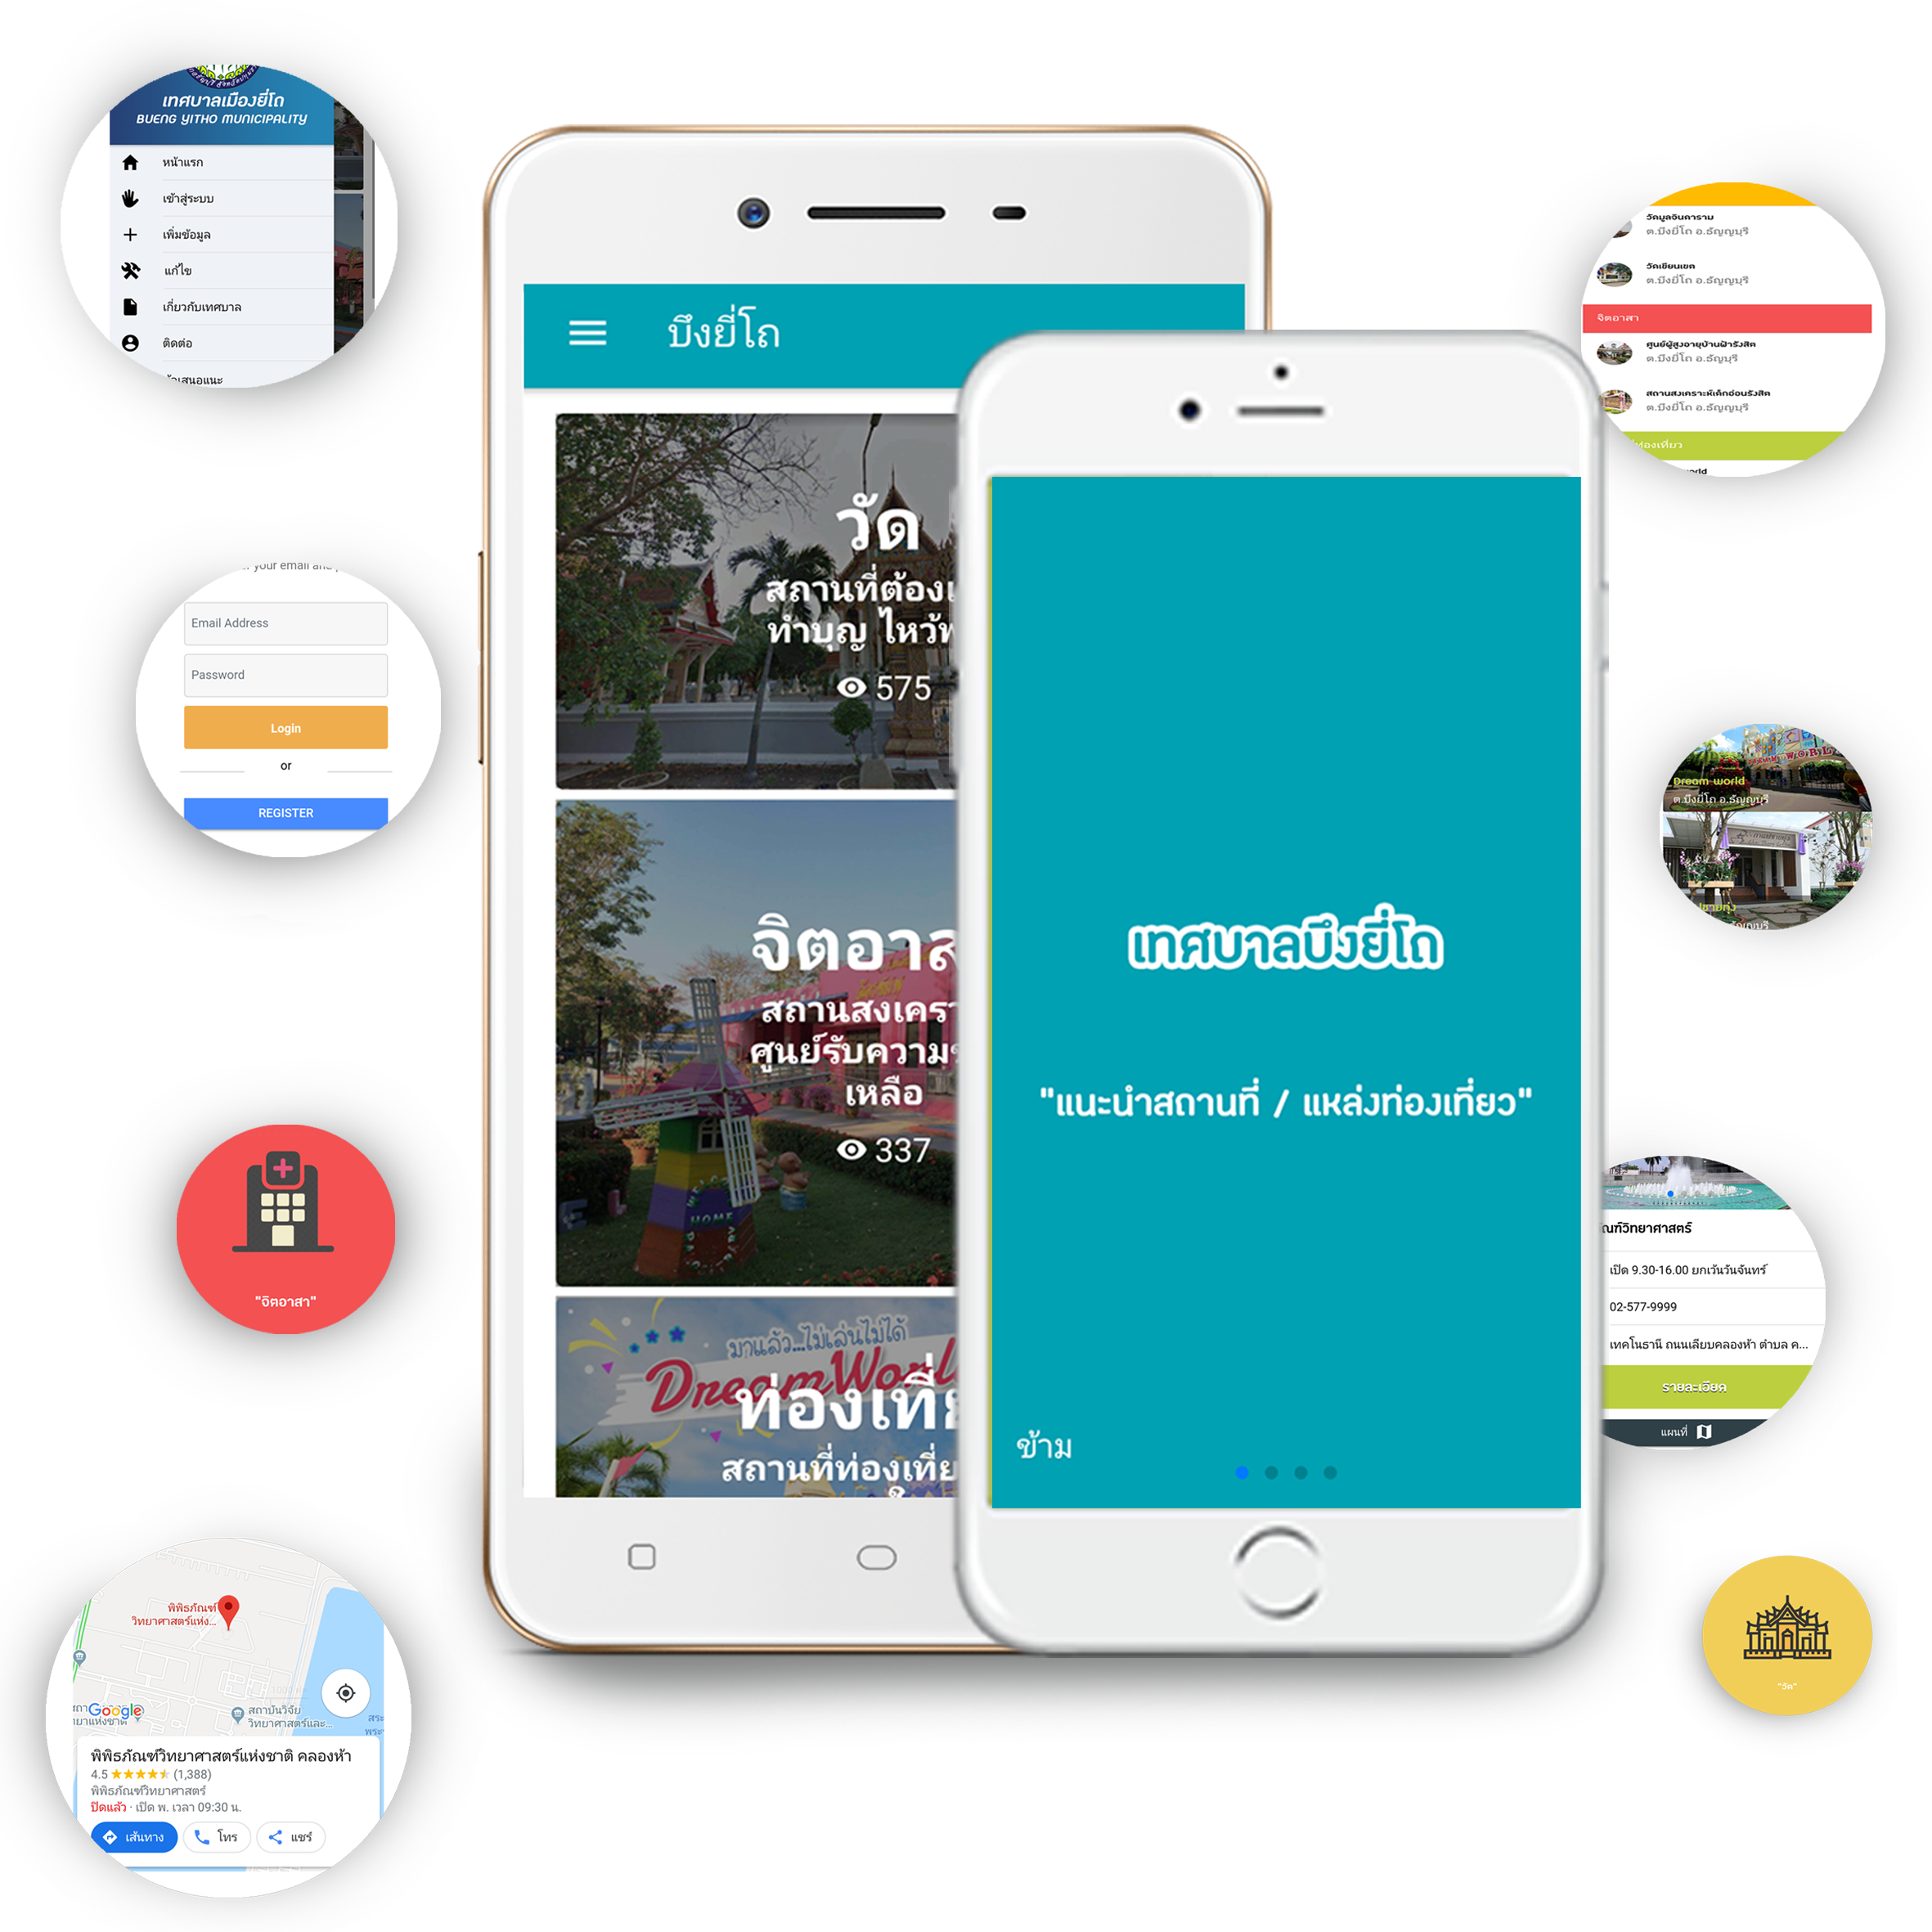 เทศบาลเมืองยี่โถ
BUENG YITHO MUNICIPALITY
หน้าแรก
เข้าสู่ระบบ
เพิ่มข้อมูล
แก้ไข
เกี่ยวกับเทศบาล
ติดต่อ
your email
Email Address
Password
Login
or
REGISTER
"จิตอาสา"
พิพิธภัณฑ์
วิทยาศาสตร์แห่ง...
Google
สถาบันวิจัย
วิทยาศาสตร์และ...
พิพิธภัณฑ์วิทยาศาสตร์แห่งชาติ คลองห้า
4.5 (1,388)
พิพิธภัณฑ์วิทยาศาสตร์
ปิดแล้ว · เปิด พ. เวลา 09:30 น.
เส้นทาง
โทร
แชร์
บึงยี่โถ
วัด
สถานที่ต้อง
ทำบุญ ไหว้
575
จิตอาส
สถานสงเคร
ศูนย์รับความ
เหลือ
337
HOME
มาแล้ว...ไม่เล่นไม่ได้
DreamWorl
ท่องเที่
สถานที่ท่องเที่ย
เทศบาลบึงยี่โถ
"แนะนำสถานที่ / แหล่งท่องเที่ยว"
ข้าม
วัดมูลจินดาราม
ต.บึงยี่โถ อ.ธัญญบุรี
วัดเขียนเขต
ต.บึงยี่โถ อ.ธัญญบุรี
จิตอาสา
ศูนย์ผู้สูงอายุบ้านฟ้ารังสิต
ต.บึงยี่โถ อ.ธัญบุรี
สถานสงเคราะห์เด็กอ่อนรังสิต
ต.บึงยี่โถ อ.ธัญญบุรี
ท่องเที่ยว
orld
WORL
Dream world
ต.บึงยี่โถ อ.ธัญญบุรี
ณฑ์วิทยาศาสตร์
เปิด 9.30-16.00 ยกเว้นวันจันทร์
02-577-9999
เทคโนธานี ถนนเลียบคลองห้า ตำบล ค...
รายละเอียด
แผนที่
"วัด"